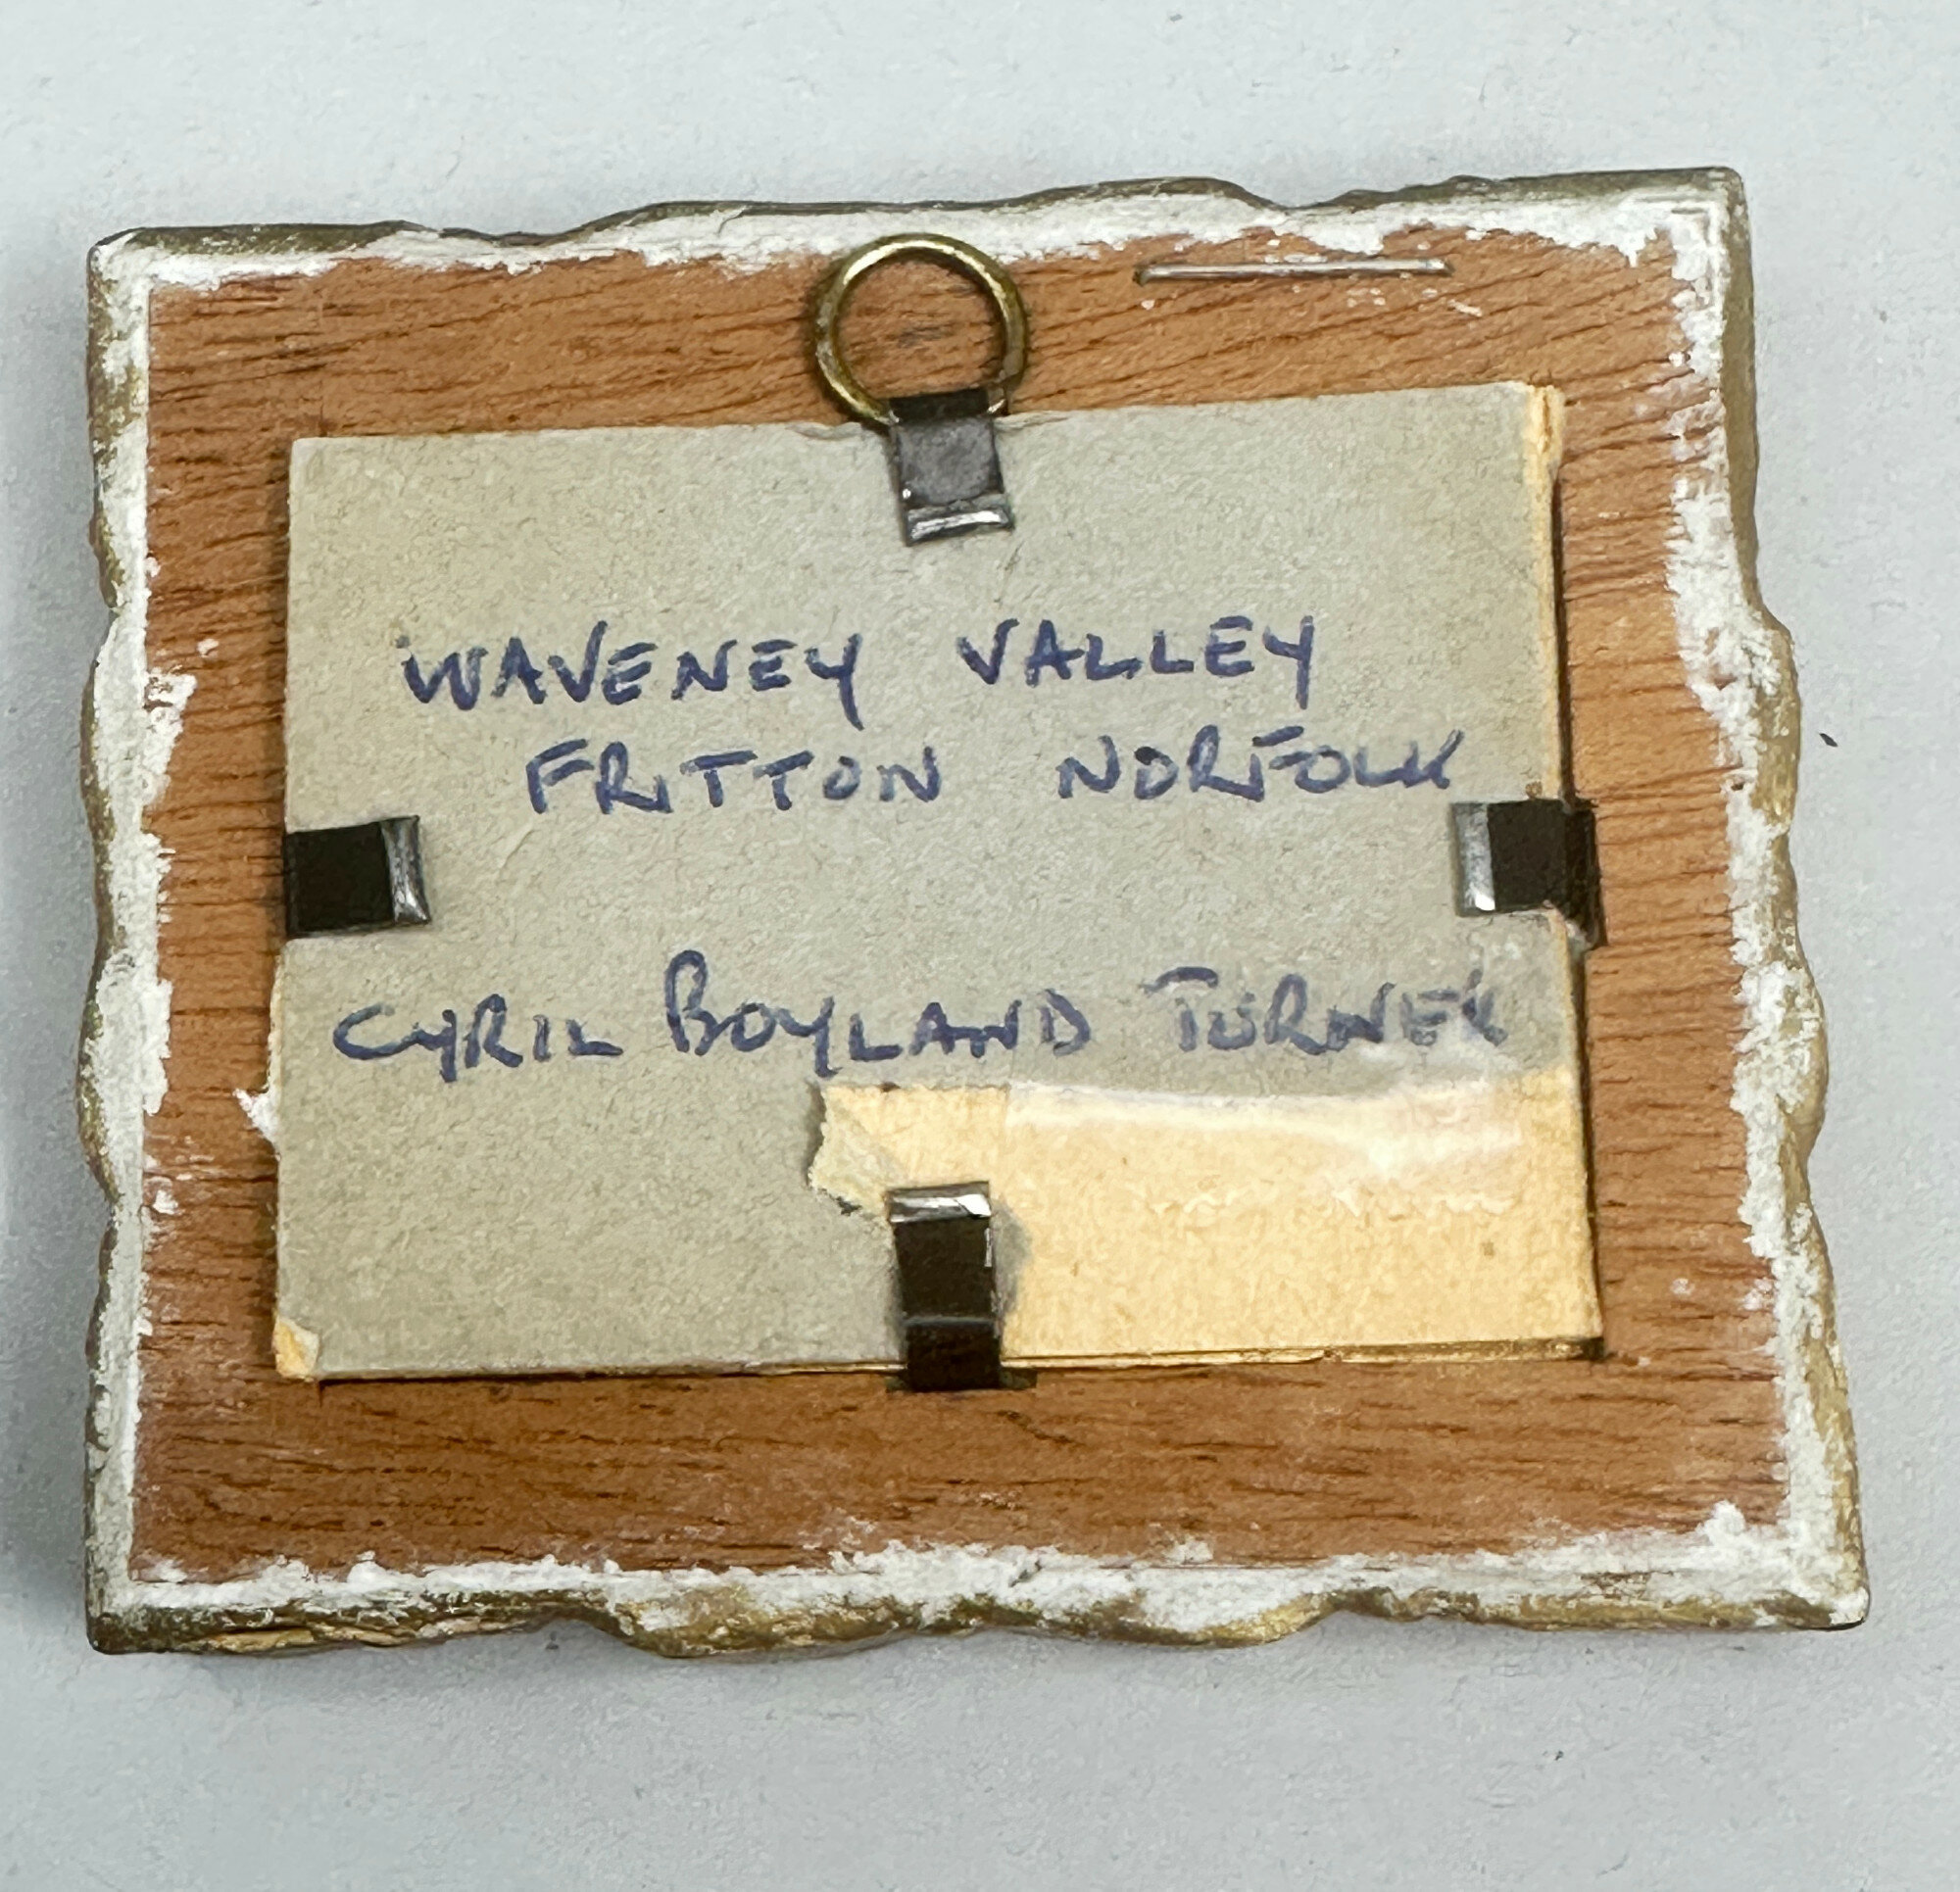 WAVENEY VALLEY
FRITTON NORFOLK
CYRIL BOYLAND TURNER